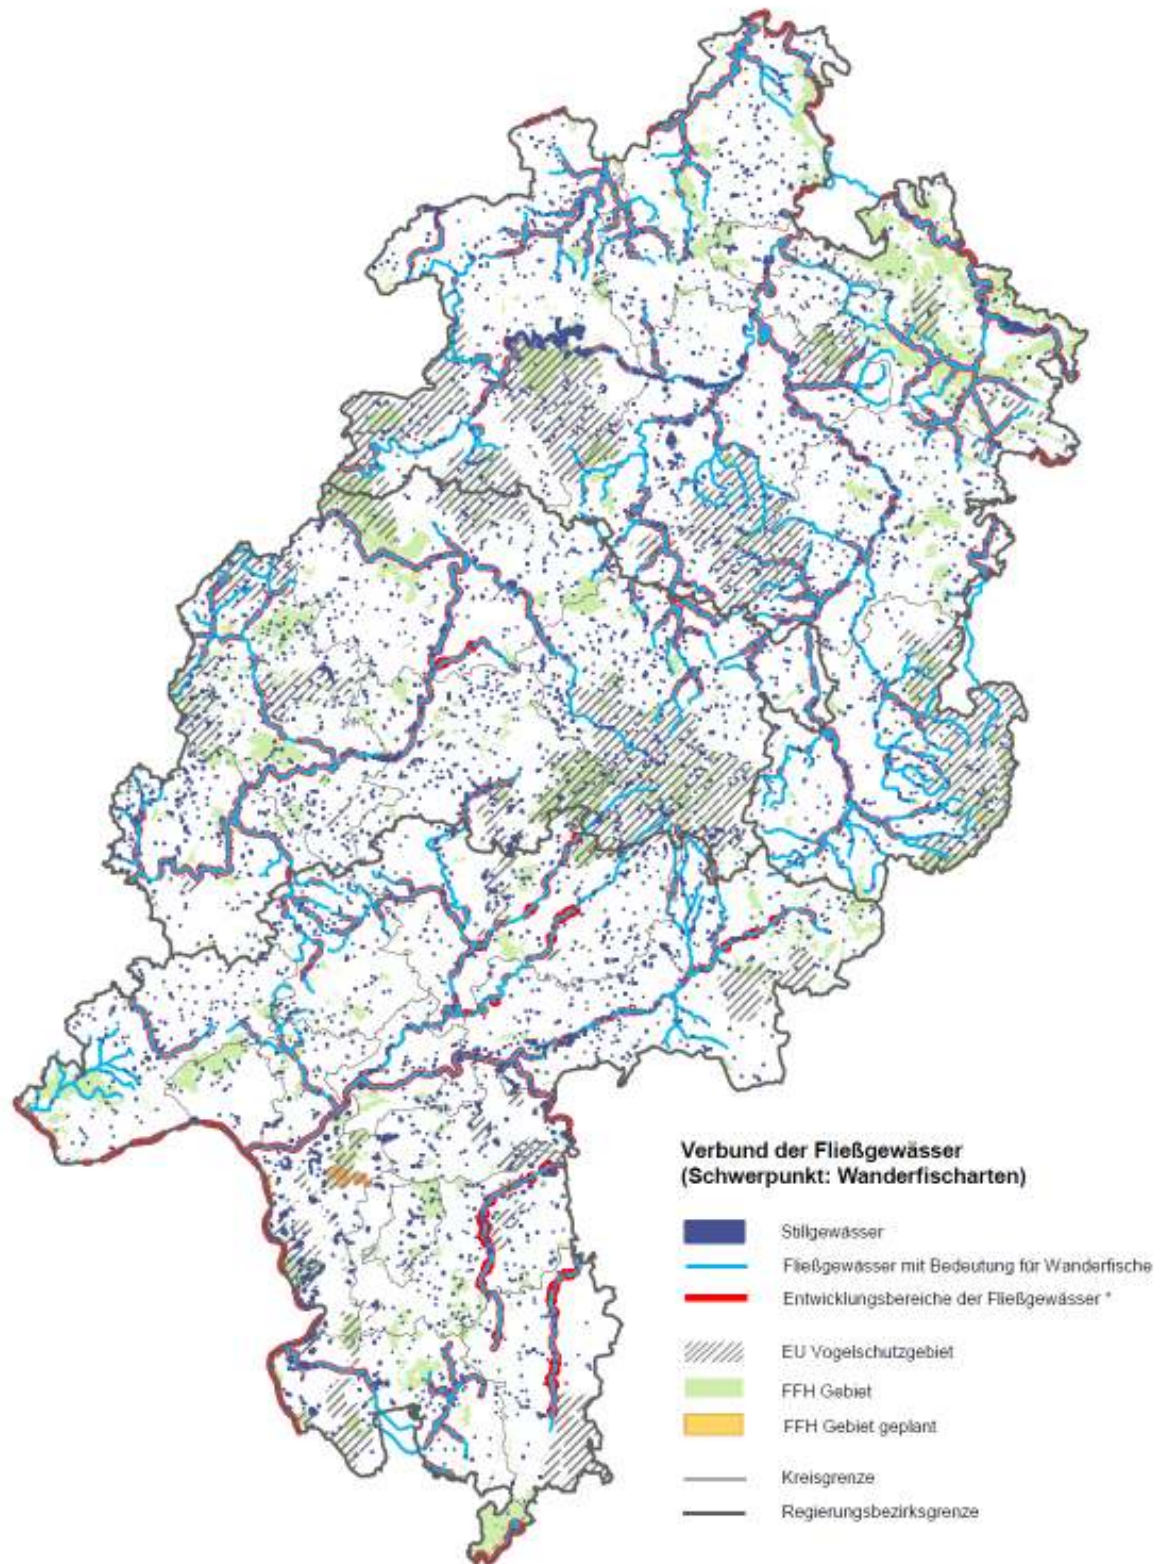 Verbund der Fließgewässer
(Schwerpunkt: Wanderfischarten)
Stillgewässer
Fließgewässer mit Bedeutung für Wanderfische
Entwicklungsbereiche der Fließgewässer *
EU Vogelschutzgebiet
FFH Gebiet
FFH Gebiet geplant
Kreisgrenze
Regierungsbezirksgrenze